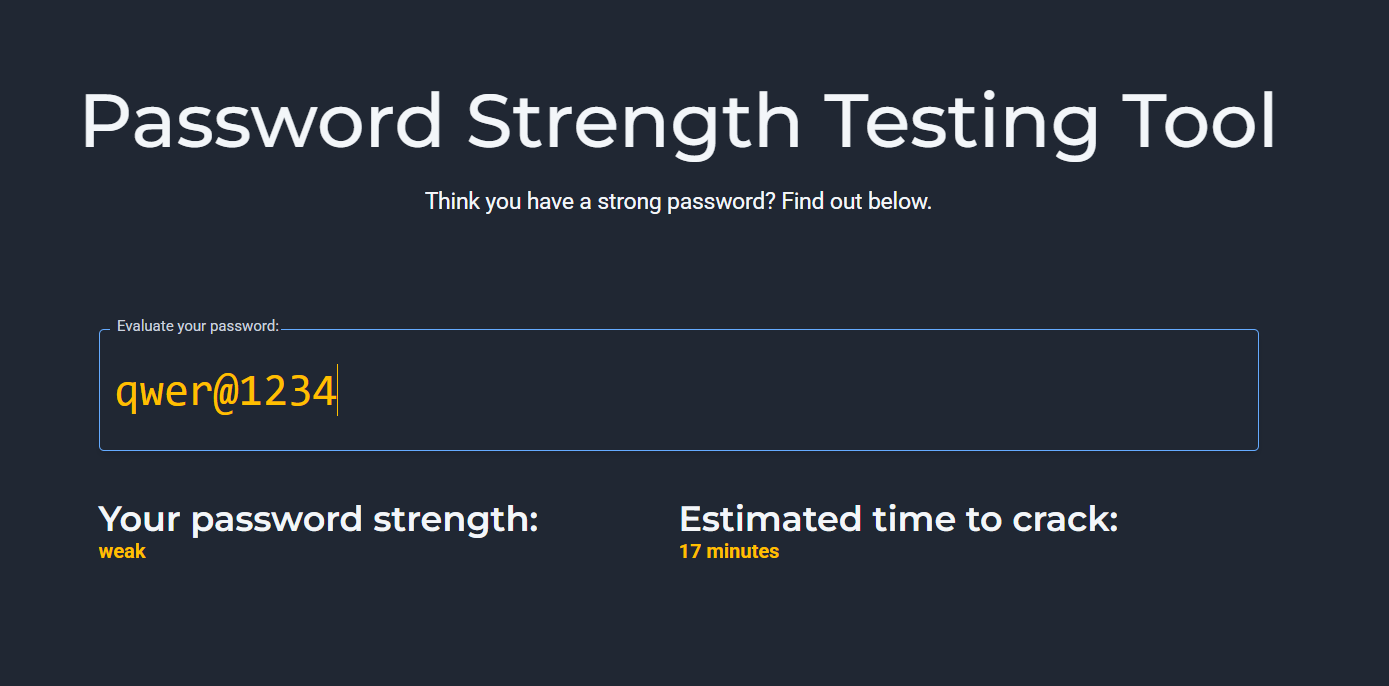 Password Strength Testing Tool
Think you have a strong password? Find out below.
Evaluate your password:
qwer@1234
Your password strength:
weak
Estimated time to crack:
17 minutes